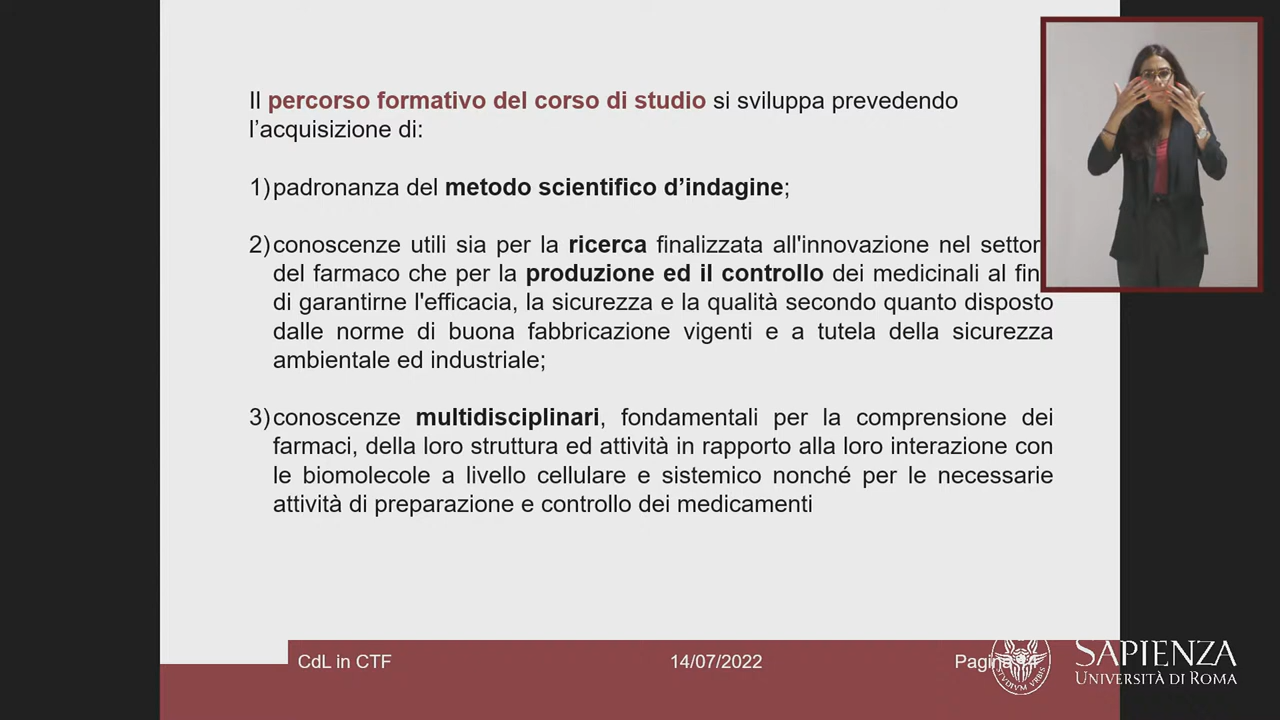 Il percorso formativo del corso di studio si sviluppa prevedendo
l’acquisizione di:
1) padronanza del metodo scientifico d’indagine;
2) conoscenze utili sia per la ricerca finalizzata all'innovazione nel
del farmaco che per la produzione ed il controllo dei medicinali al
di garantirne l'efficacia, la sicurezza e la qualità secondo quanto disposto
dalle norme di buona fabbricazione vigenti e a tutela della sicurezza
ambientale ed industriale;
3) conoscenze multidisciplinari, fondamentali per la comprensione dei
farmaci, della loro struttura ed attività in rapporto alla loro interazione con
le biomolecole a livello cellulare e sistemico nonché per le necessarie
attività di preparazione e controllo dei medicamenti
CdL in CTF
14/07/2022
STUDIUM VRBIS
SAPIENZA
UNIVERSITÀ DI ROMA